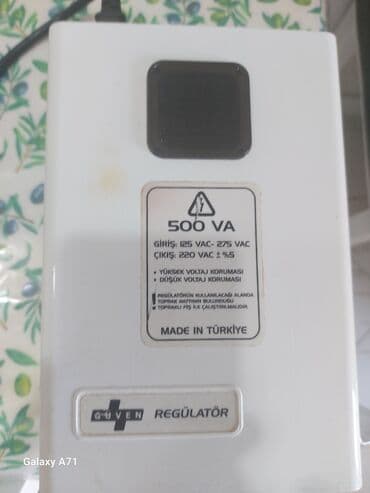 500 VA
GİRİŞ: 125 VAC- 275 VAC
ÇIKIŞ: 220 VAC ± %5
• YÜKSEK VOLTAJ KORUMASI
• DÜŞÜK VOLTAJ KORUMASI
! REGÜLATÖRÜN KULLANILACAĞI ALANDA
TOPRAK HATTININ BULUNDUĞU
TOPRAKLI FİŞ İLE ÇALIŞTIRILMALIDIR.
MADE IN TÜRKİYE
GÜVEN REGÜLATÖR
Galaxy A71